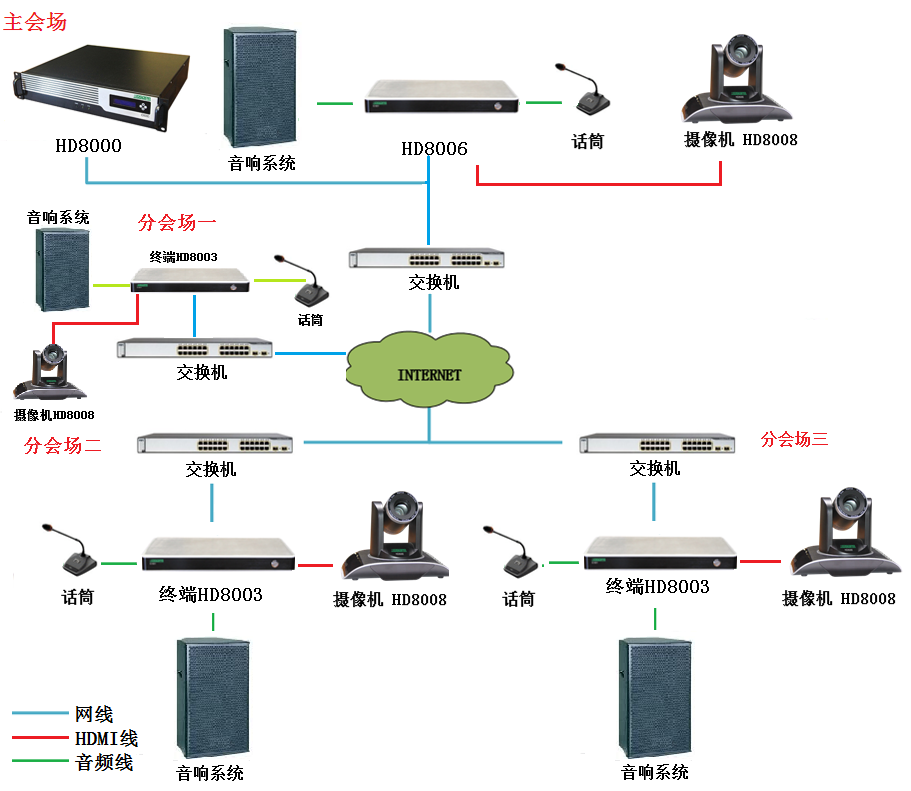 主会场
HD8000
音响系统
HD8006
话筒
摄像机 HD8008
音响系统
分会场一
终端HD8003
话筒
交换机
交换机
INTERNET
摄像机HD8008
分会场二
交换机
交换机
分会场三
话筒
终端HD8003
摄像机 HD8008
话筒
终端HD8003
摄像机 HD8008
网线
HDMI线
音频线
音响系统
音响系统